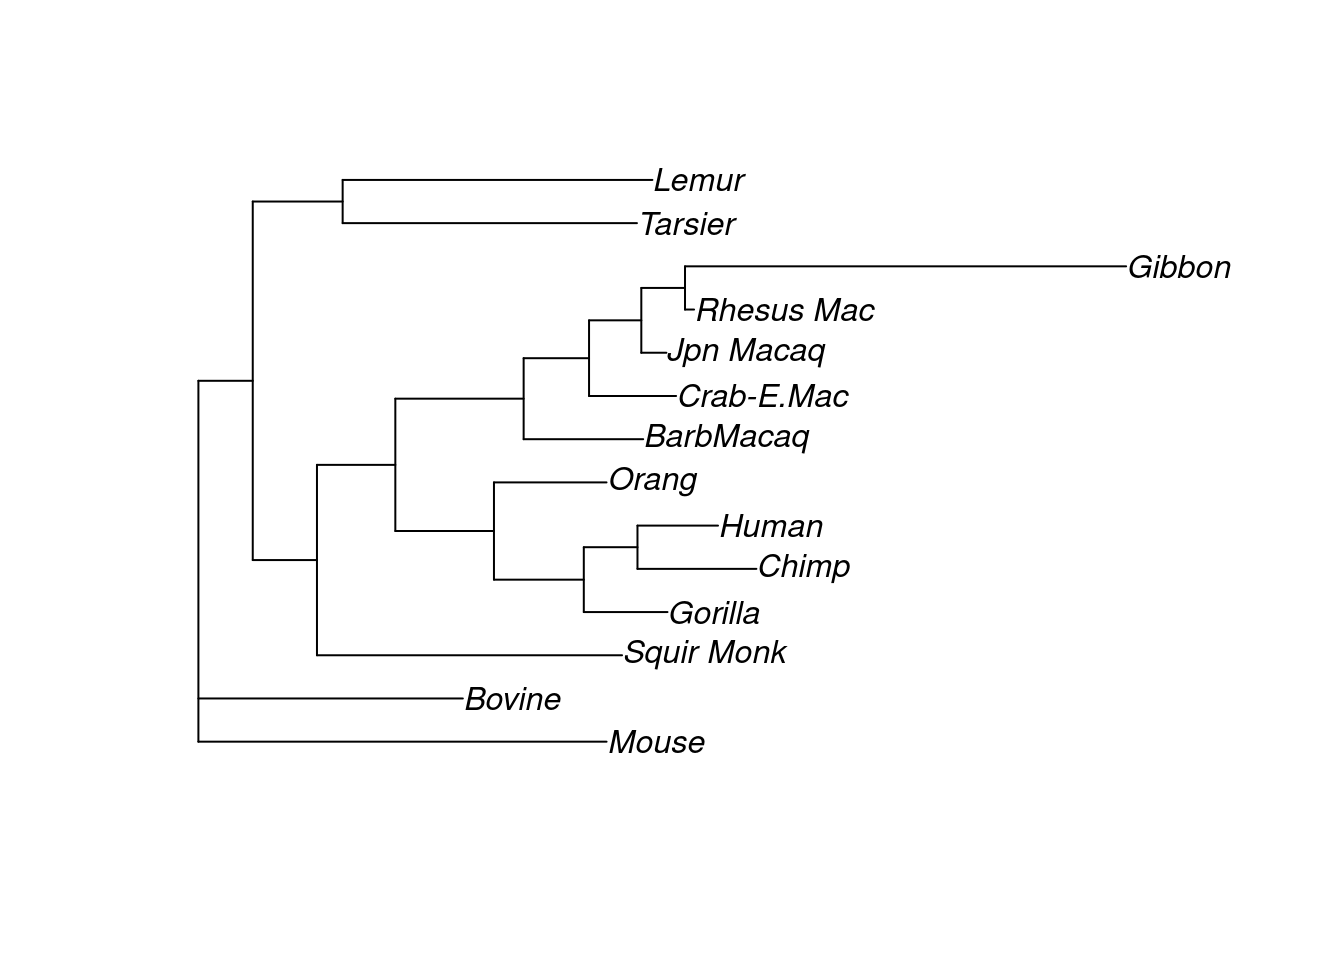 Lemur
Tarsier
Gibbon
Rhesus Mac
Jpn Macaq
Crab-E.Mac
BarbMacaq
Orang
Human
Chimp
Gorilla
Squir Monk
Bovine
Mouse